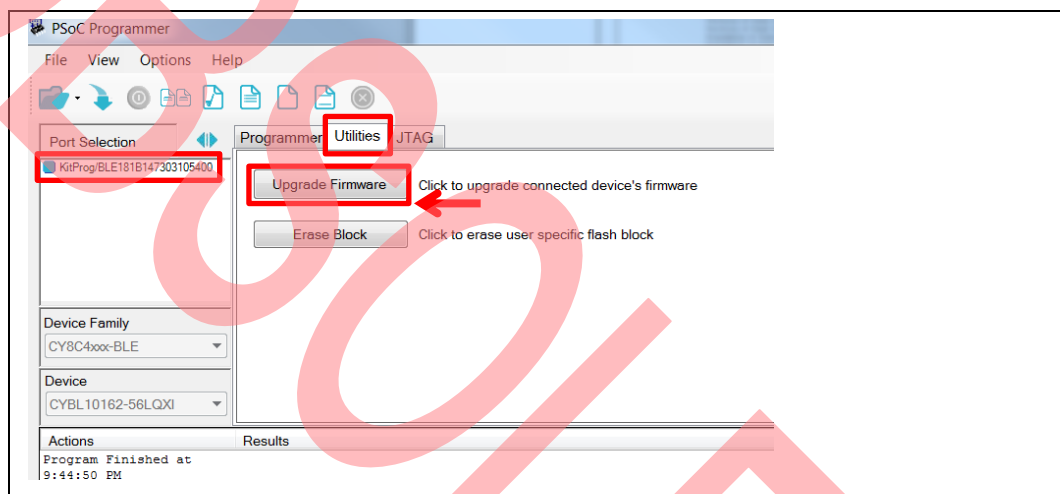 PSoC Programmer
File View Options Help
Port Selection
Programmer Utilities JTAG
KitProg/BLE181B147303105400
Upgrade Firmware Click to upgrade connected device's firmware
Erase Block Click to erase user specific flash block
Device Family
CY8C4xxx-BLE
Device
CYBL10162-56LQXI
Actions Results
Program Finished at
9:44:50 PM